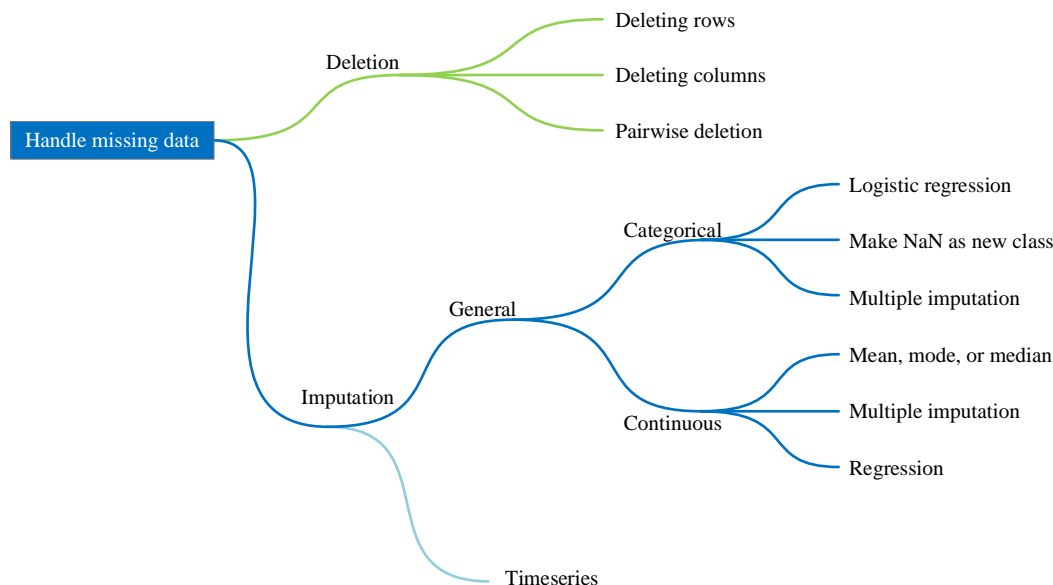 Deleting rows
Deletion
Deleting columns
Handle missing data
Pairwise deletion
Logistic regression
Categorical
Make NaN as new class
Multiple imputation
General
Mean, mode, or median
Imputation
Multiple imputation
Continuous
Regression
Timeseries